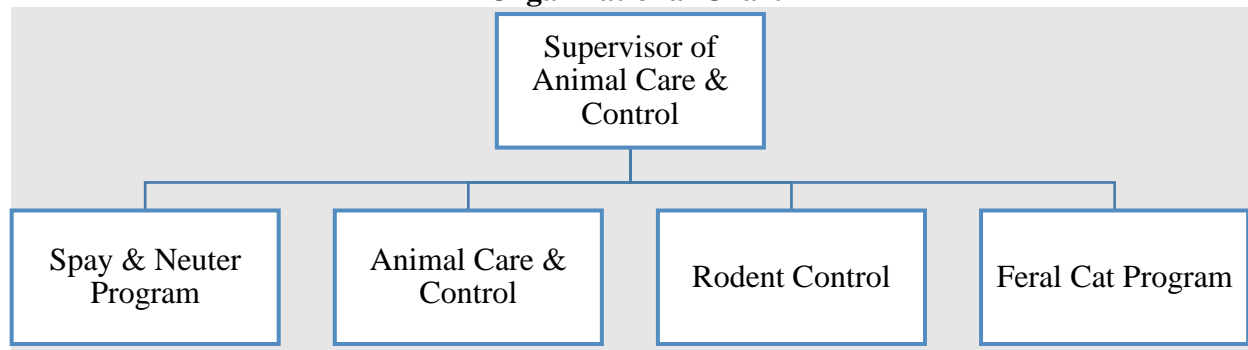 Supervisor of
Animal Care &
Control
Spay & Neuter
Program
Animal Care &
Control
Rodent Control
Feral Cat Program